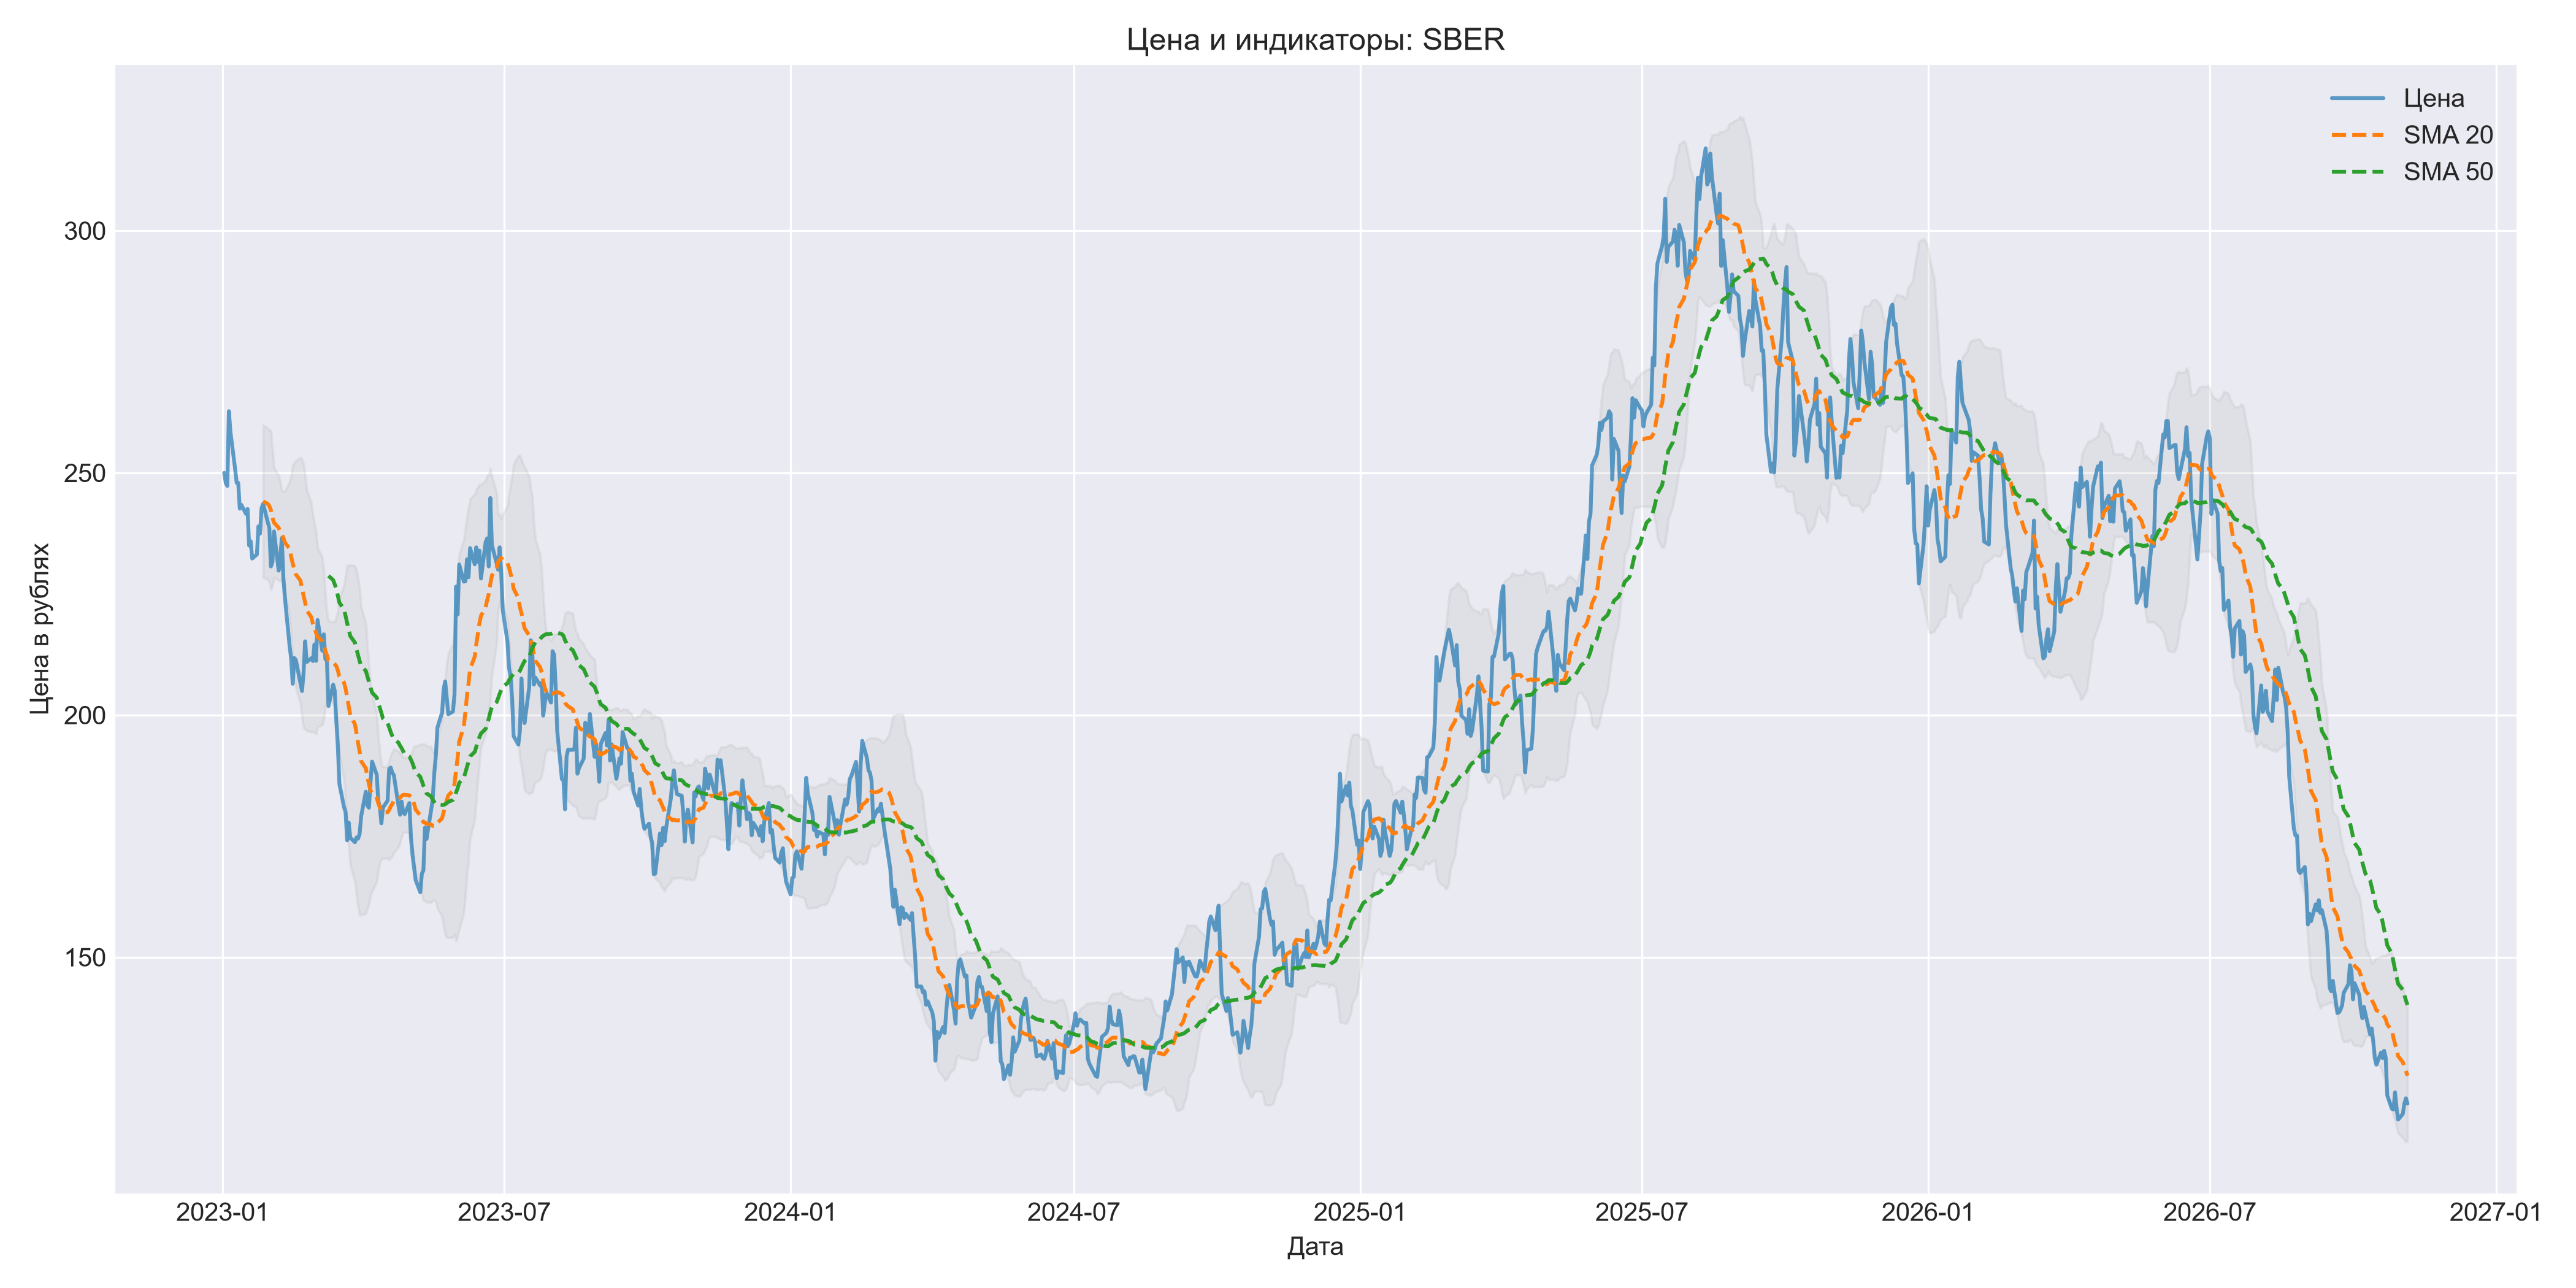 Цена и индикаторы: SBER
Цена
SMA 20
SMA 50
Цена в рублях
300
250
200
150
2023-01
2023-07
2024-01
2024-07
2025-01
2025-07
2026-01
2026-07
2027-01
Дата